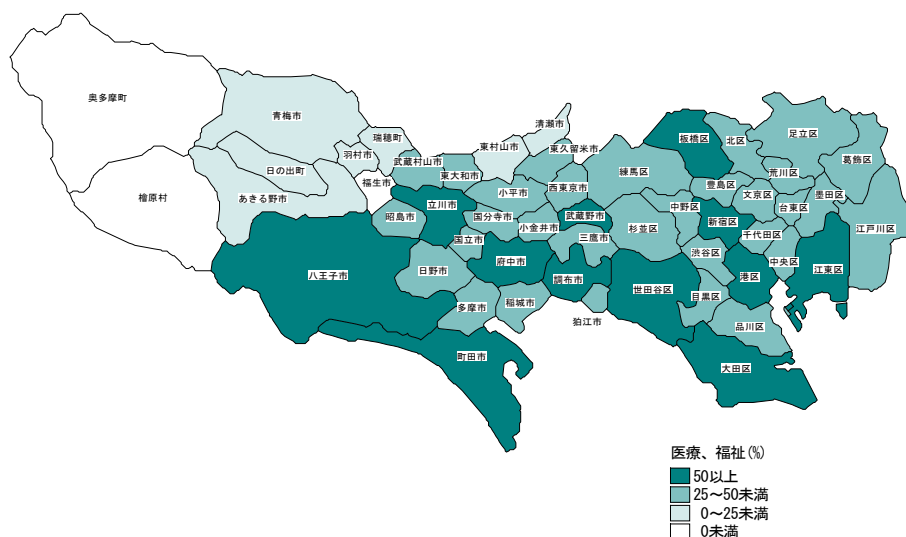 奥多摩町
青梅市
瑞穂町
清瀬市
羽村市
東村山市
東久留米市
武蔵村山市
東大和市
日の出町
福生市
檜原村
あきる野市
昭島市
立川市
小平市
西東京市
練馬区
板橋区
北区
足立区
葛飾区
荒川区
豊島区
文京区
台東区
墨田区
中野区
新宿区
千代田区
江戸川区
国分寺市
小金井市
武蔵野市
三鷹市
杉並区
国立市
府中市
調布市
渋谷区
港区
中央区
江東区
八王子市
日野市
多摩市
稲城市
狛江市
世田谷区
目黒区
品川区
大田区
町田市
医療、福祉(%)
50以上
25～50未満
0～25未満
0未満